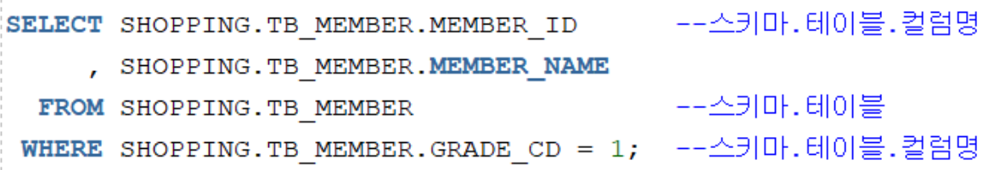 SELECT SHOPPING.TB_MEMBER.MEMBER_ID --스키마.테이블.컬럼명
, SHOPPING.TB_MEMBER.MEMBER_NAME
FROM SHOPPING.TB_MEMBER --스키마.테이블
WHERE SHOPPING.TB_MEMBER.GRADE_CD = 1; --스키마.테이블.컬럼명